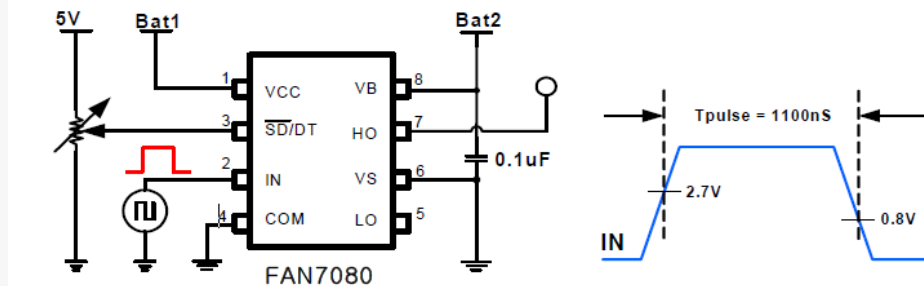 5V
Bat1
Bat2
1
VCC
VB
8
3
SD/DT
HO
7
2
IN
VS
6
0.1uF
4
COM
LO
5
FAN7080
Tpulse = 1100nS
2.7V
0.8V
IN